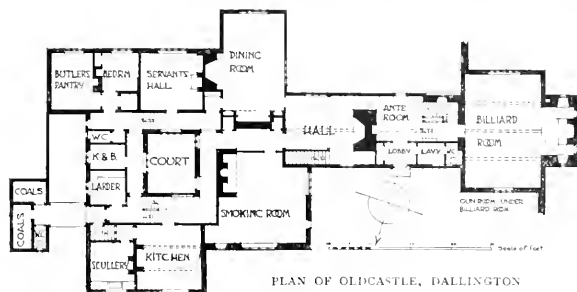 DINING
ROOM
BUTLERS
PANTRY
BEDRM
SERVANTS
HALL
ANTE
ROOM
BILLIARD
ROOM
HALL
W.C.
K & B.
COURT
LOBBY
LAVY
LARDER
COALS
COALS
SMOKING ROOM
GUN ROOM UNDER
BILLIARD ROOM
SCULLERY
KITCHEN
Scale of feet
PLAN OF OLDCASTLE, DALLINGTON